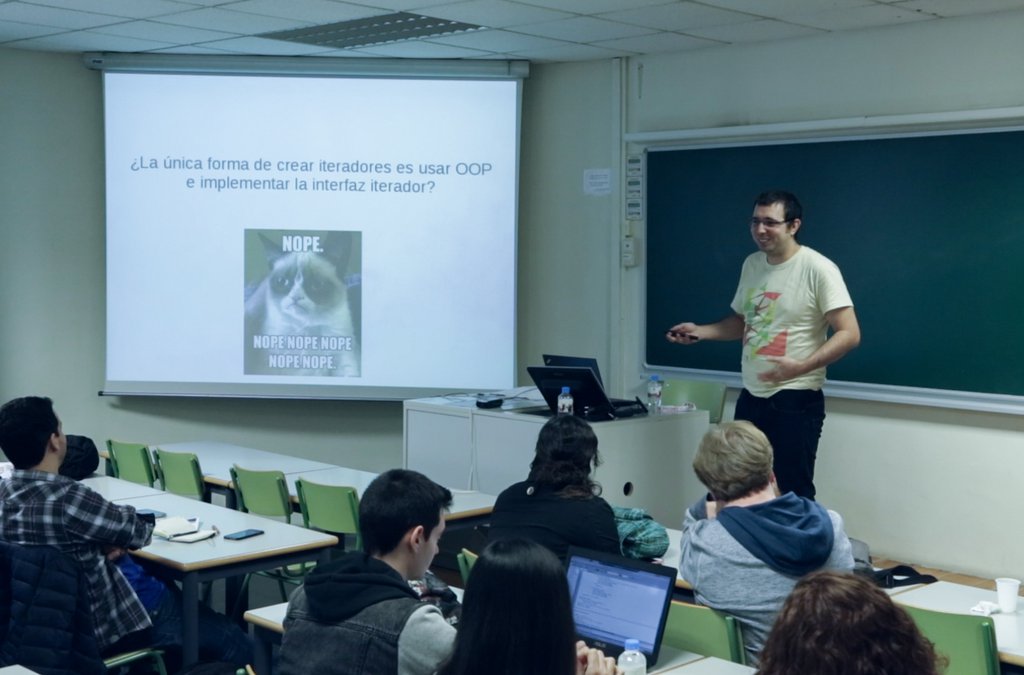 ¿La única forma de crear iteradores es usar OOP
e implementar la interfaz iterador?
NOPE.
NOPE NOPE NOPE
NOPE NOPE.